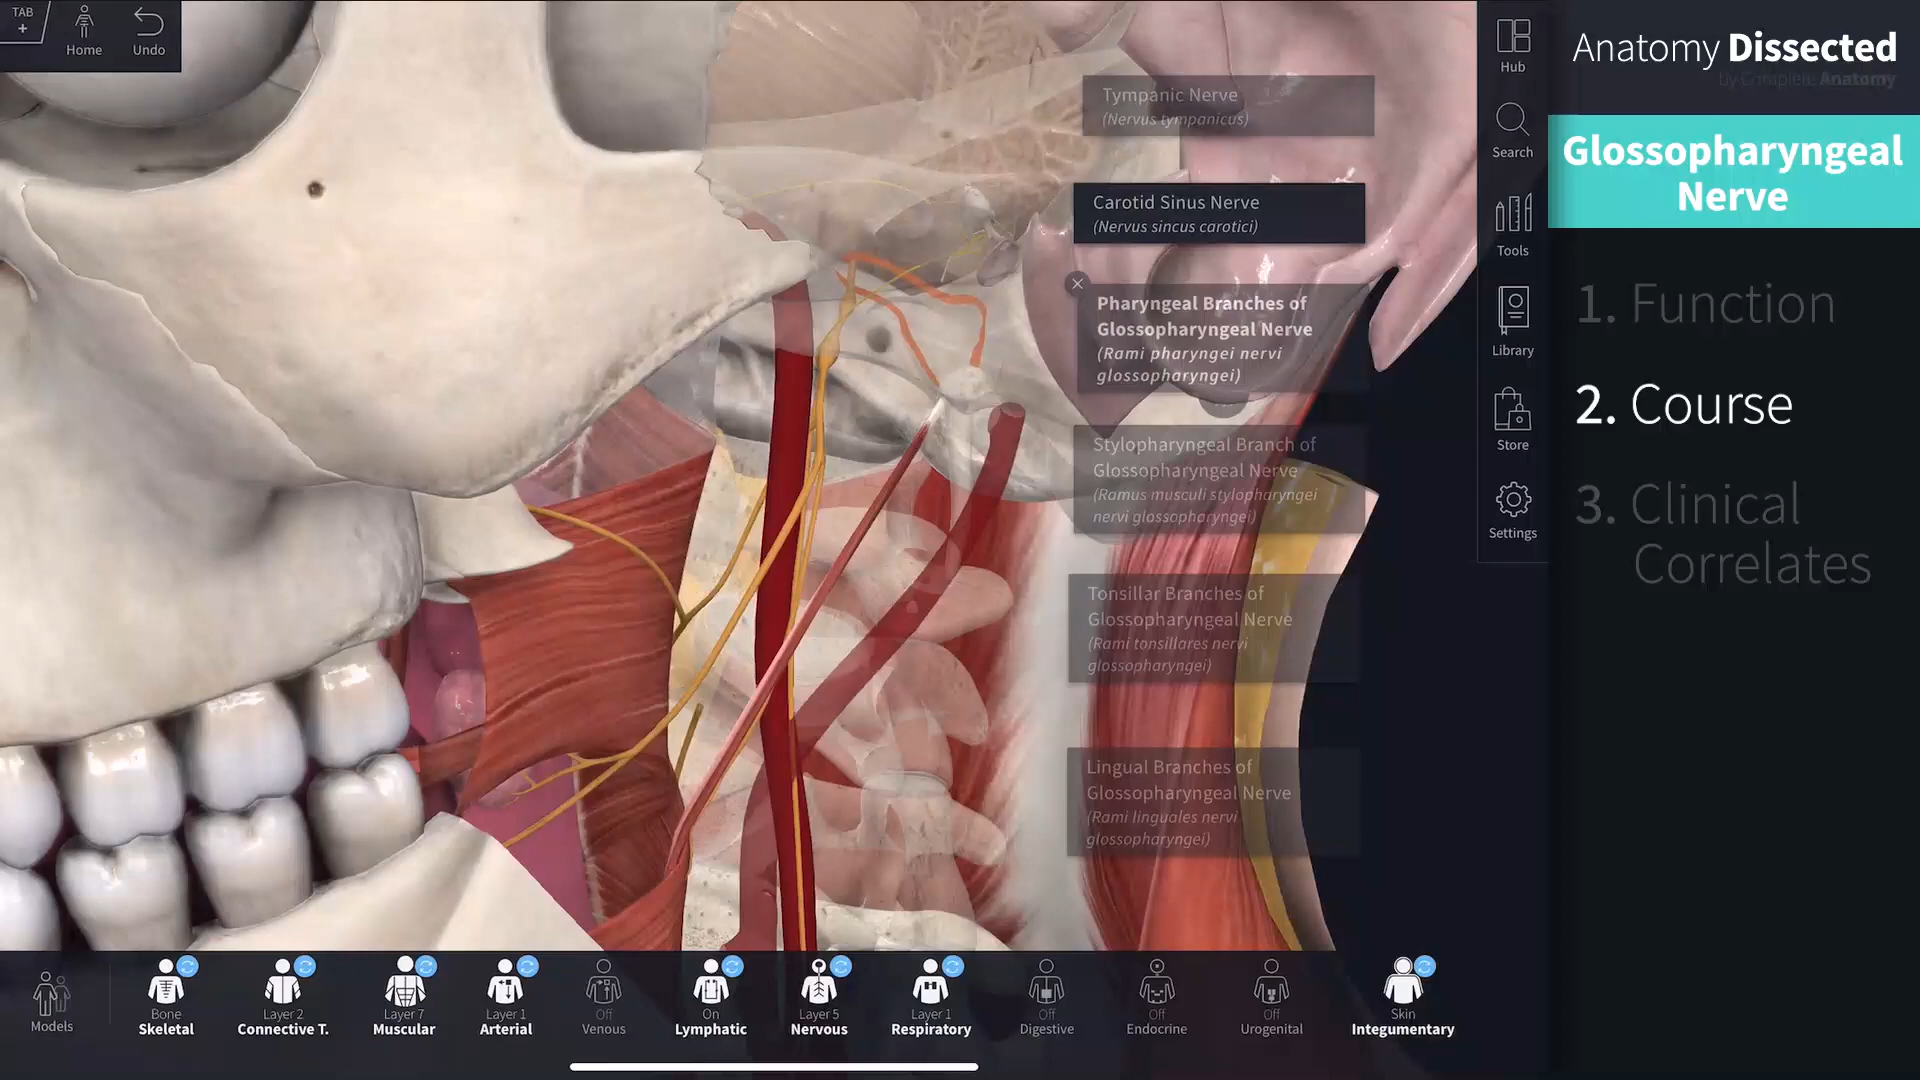 TAB
+
Home
Undo
Tympanic Nerve
(Nervus tympanicus)
Carotid Sinus Nerve
(Nervus sincus carotici)
Pharyngeal Branches of
Glossopharyngeal Nerve
(Rami pharyngei nervi
glossopharyngei)
Stylopharyngeal Branch of
Glossopharyngeal Nerve
(Ramus musculi stylopharyngei
nervi glossopharyngei)
Tonsillar Branches of
Glossopharyngeal Nerve
(Rami tonsillares nervi
glossopharyngei)
Lingual Branches of
Glossopharyngeal Nerve
(Rami linguales nervi
glossopharyngei)
Hub
Search
Tools
Library
Store
Settings
Anatomy Dissected
by Complete Anatomy
Glossopharyngeal
Nerve
1. Function
2. Course
3. Clinical
Correlates
Models
Bone
Skeletal
Layer 2
Connective T.
Layer 7
Muscular
Layer 1
Arterial
Off
Venous
On
Lymphatic
Layer 5
Nervous
Layer 1
Respiratory
Off
Digestive
Off
Endocrine
Off
Urogenital
Skin
Integumentary